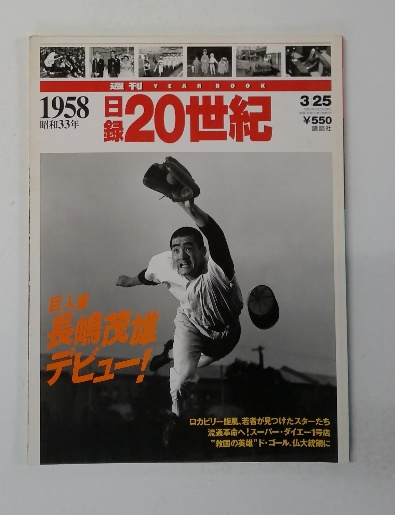 週刊 YEAR BOOK
1958
昭和33年
日録20世紀
3 25
¥550
講談社
巨人軍
長嶋茂雄
デビュー!
ロカビリー旋風、若者が見つけたスターたち
流通革命へ!スーパー・ダイエー1号店
"救国の英雄"ド・ゴール、仏大統領に